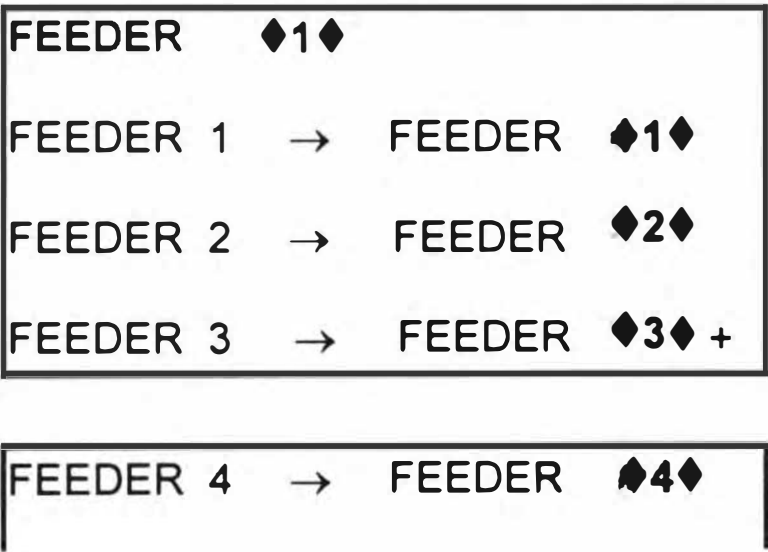 FEEDER ♦1♦
FEEDER 1 → FEEDER ♦1♦
FEEDER 2 → FEEDER ♦2♦
FEEDER 3 → FEEDER ♦3♦ +
FEEDER 4 → FEEDER ♦4♦